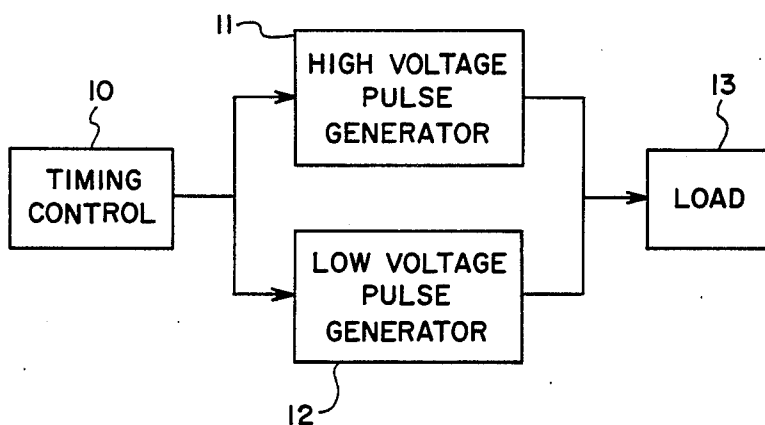 11
HIGH VOLTAGE
PULSE
GENERATOR
10
TIMING
CONTROL
13
LOAD
LOW VOLTAGE
PULSE
GENERATOR
12